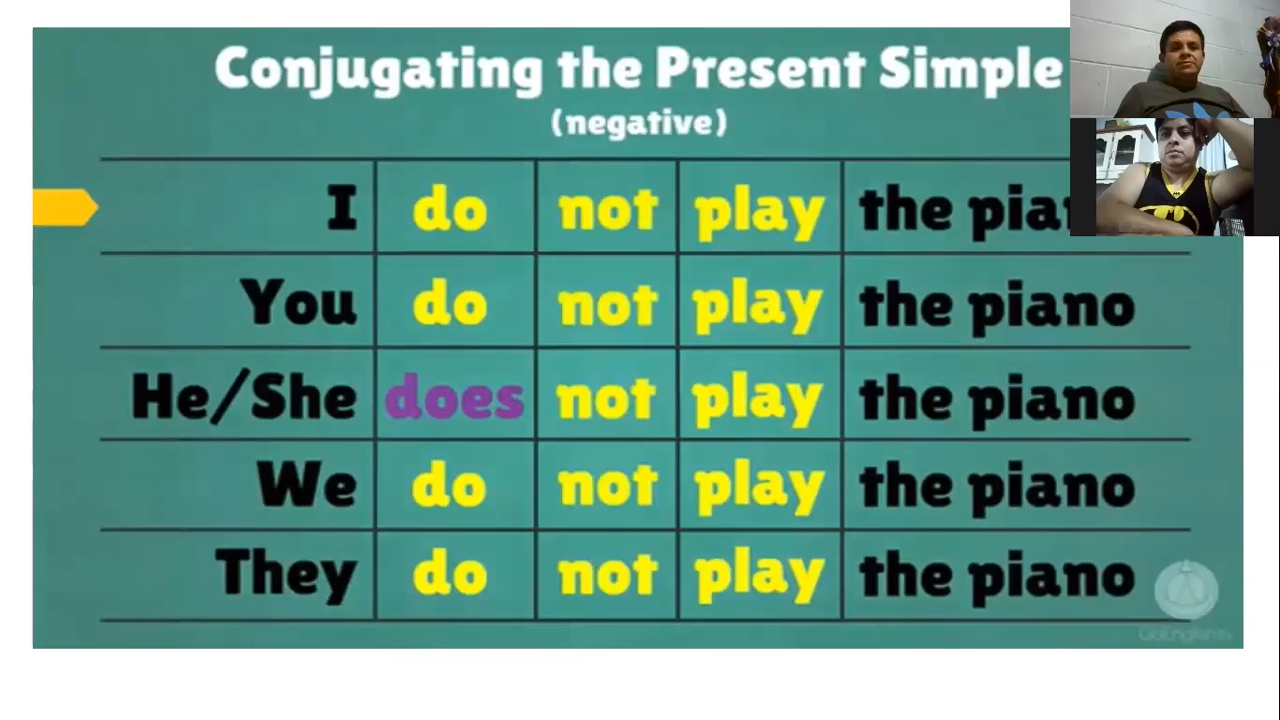 Conjugating the Present Simple
(negative)
I do not play the pia
You do not play the piano
He/She does not play the piano
We do not play the piano
They do not play the piano